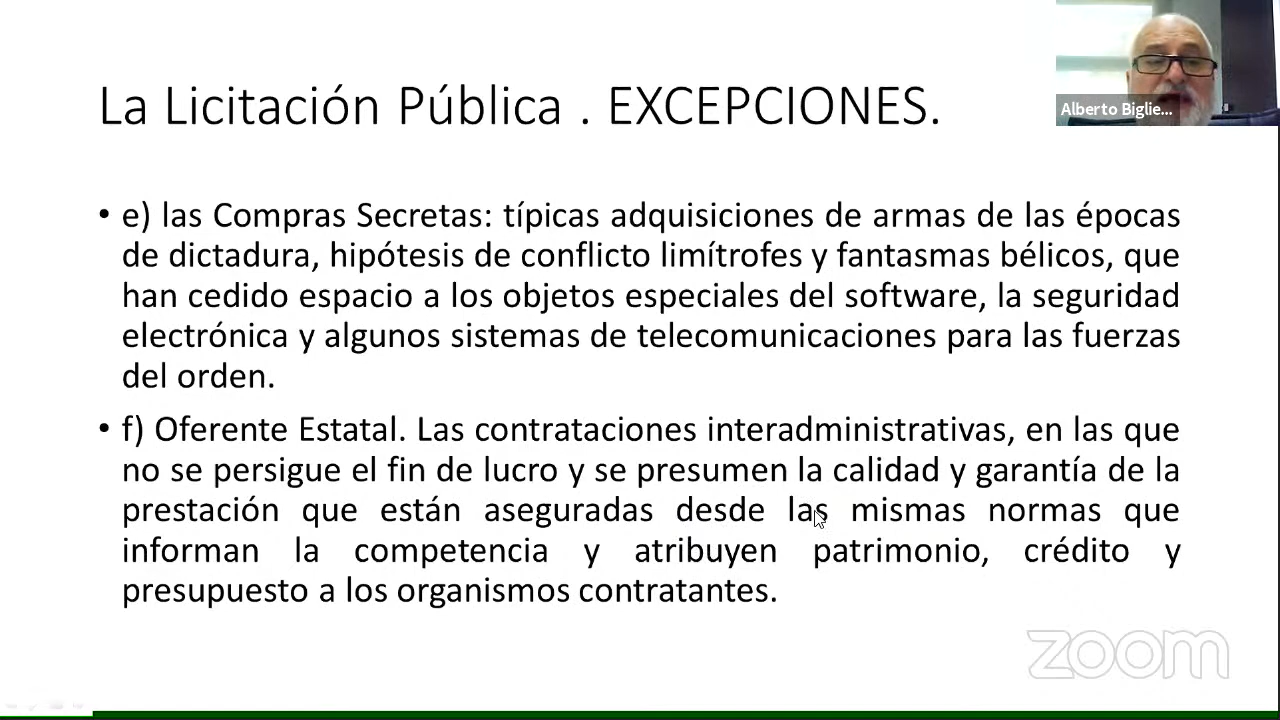 La Licitación Pública . EXCEPCIONES.
Alberto Biglie...
• e) las Compras Secretas: típicas adquisiciones de armas de las épocas
de dictadura, hipótesis de conflicto limítrofes y fantasmas bélicos, que
han cedido espacio a los objetos especiales del software, la seguridad
electrónica y algunos sistemas de telecomunicaciones para las fuerzas
del orden.
• f) Oferente Estatal. Las contrataciones interadministrativas, en las que
no se persigue el fin de lucro y se presumen la calidad y garantía de la
prestación que están aseguradas desde las mismas normas que
informan la competencia y atribuyen patrimonio, crédito y
presupuesto a los organismos contratantes.
zoom